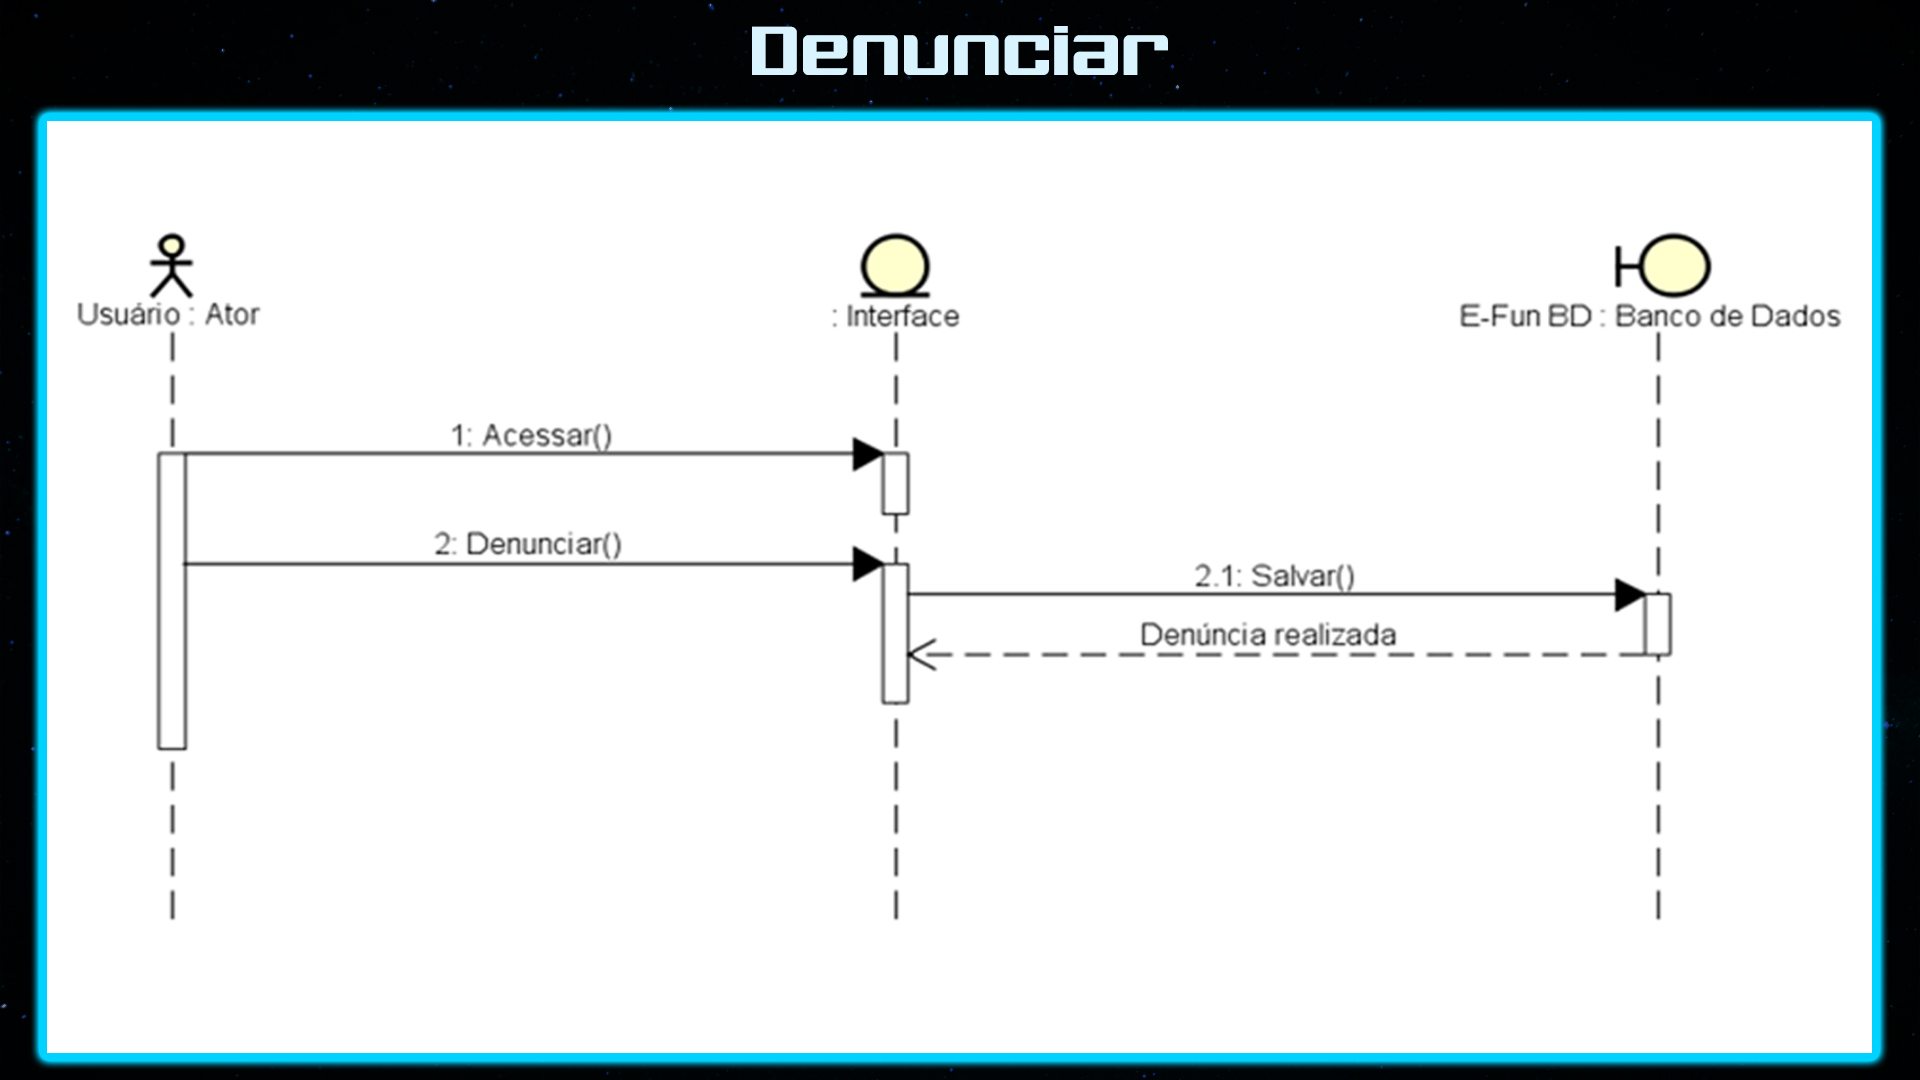 Denunciar
Usuário : Ator
: Interface
E-Fun BD : Banco de Dados
1: Acessar()
2: Denunciar()
2.1: Salvar()
Denúncia realizada